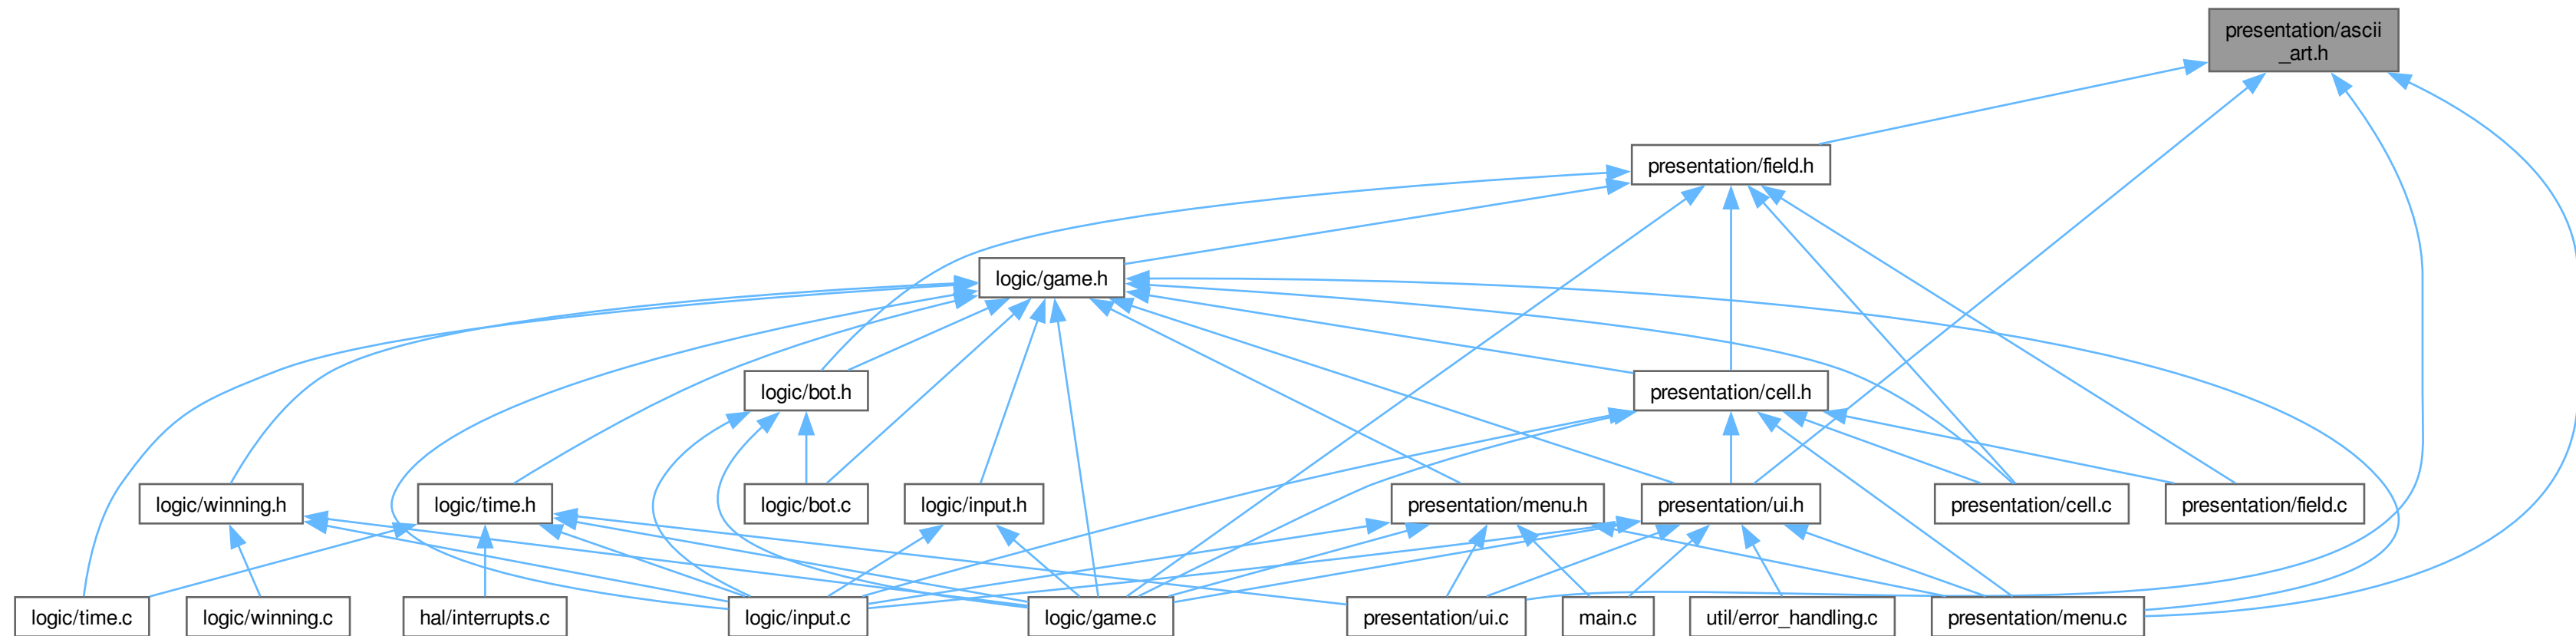 presentation/ascii
_art.h
presentation/field.h
logic/game.h
logic/bot.h
presentation/cell.h
logic/winning.h
logic/time.h
logic/bot.c
logic/input.h
presentation/menu.h
presentation/ui.h
presentation/cell.c
presentation/field.c
logic/time.c
logic/winning.c
hal/interrupts.c
logic/input.c
logic/game.c
presentation/ui.c
main.c
util/error_handling.c
presentation/menu.c